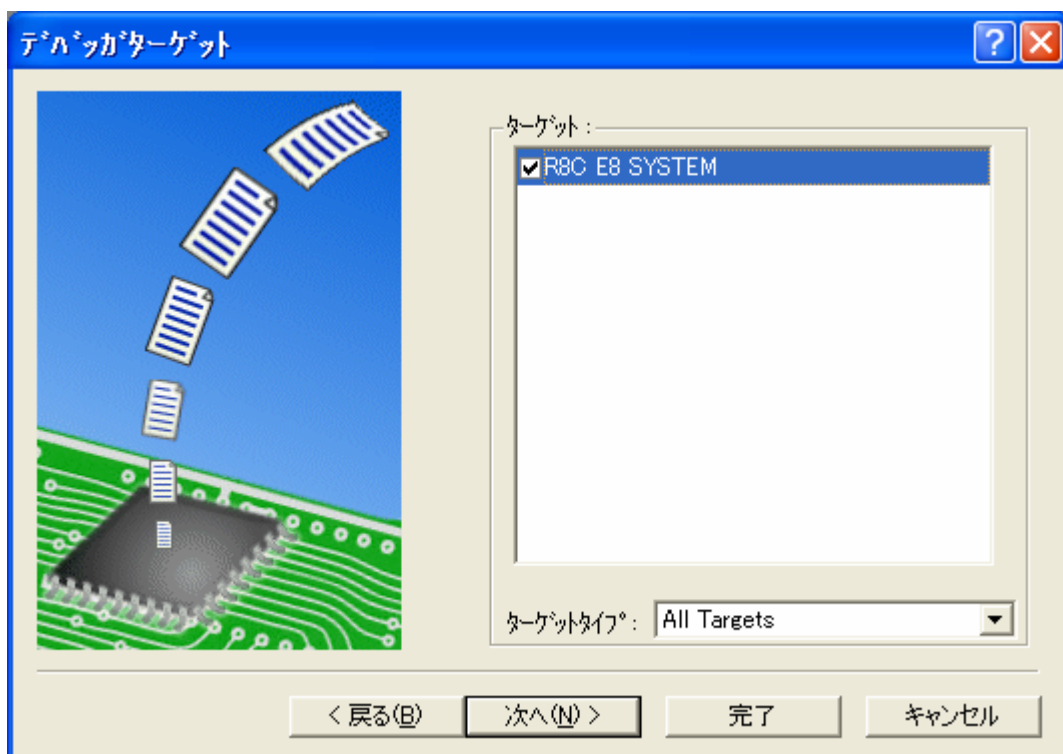 ﾃﾞﾊﾞｯｶﾞﾀｰｹﾞｯﾄ
ﾀｰｹﾞｯﾄ :
R8C E8 SYSTEM
ﾀｰｹﾞｯﾄﾀｲﾌﾟ :
All Targets
< 戻る(B)
次へ(N) >
完了
キャンセル